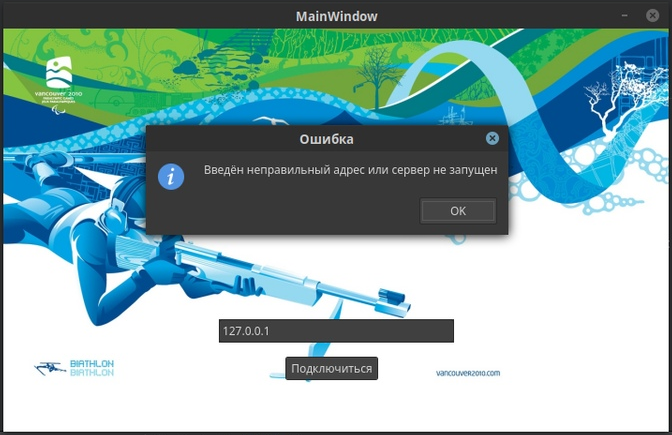 MainWindow
vancouver 2010
Ошибка
Введён неправильный адрес или сервер не запущен
OK
127.0.0.1
Подключиться
BIATHLON
BIATHLON
vancouver2010.com